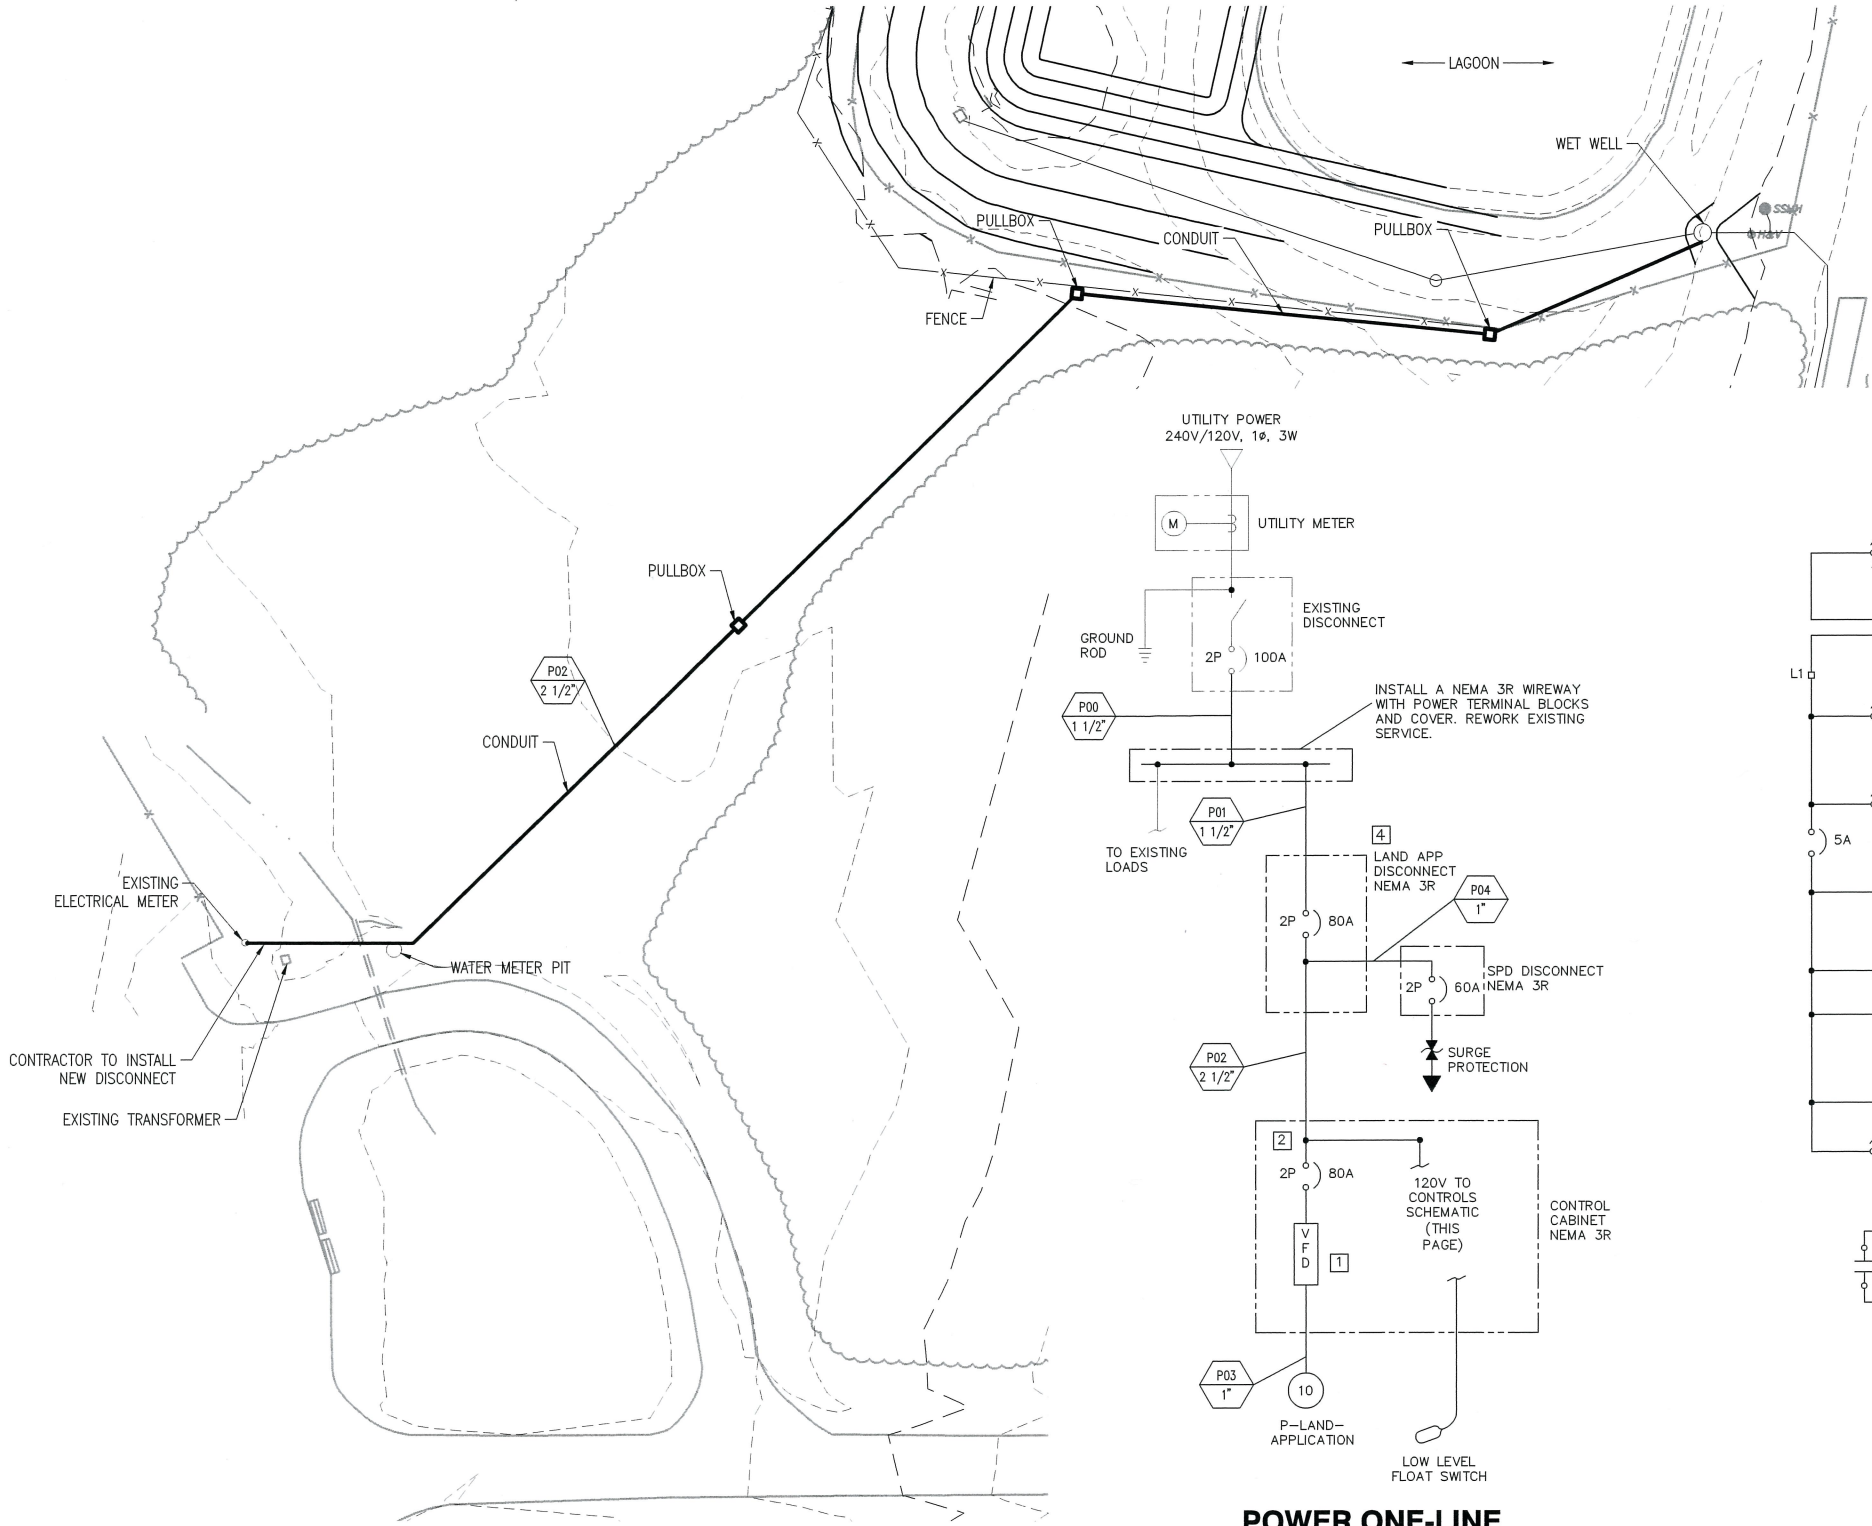 LAGOON
WET WELL
SSMH
PULLBOX
CONDUIT
PULLBOX
FENCE
UTILITY POWER
240V/120V, 1ø, 3W
M
UTILITY METER
PULLBOX
EXISTING
DISCONNECT
GROUND
ROD
2P
100A
P02
2 1/2"
L1
INSTALL A NEMA 3R WIREWAY
WITH POWER TERMINAL BLOCKS
AND COVER. REWORK EXISTING
SERVICE.
P00
1 1/2"
CONDUIT
P01
1 1/2"
5A
4
TO EXISTING
LOADS
LAND APP
DISCONNECT
NEMA 3R
EXISTING
ELECTRICAL METER
P04
1"
2P
80A
WATER METER PIT
SPD DISCONNECT
NEMA 3R
2P
60A
CONTRACTOR TO INSTALL
NEW DISCONNECT
P02
2 1/2"
SURGE
PROTECTION
EXISTING TRANSFORMER
2
2P
80A
120V TO
CONTROLS
SCHEMATIC
(THIS
PAGE)
CONTROL
CABINET
NEMA 3R
V
F
D
1
P03
1"
10
P-LAND-
APPLICATION
LOW LEVEL
FLOAT SWITCH
POWER ONE-LINE